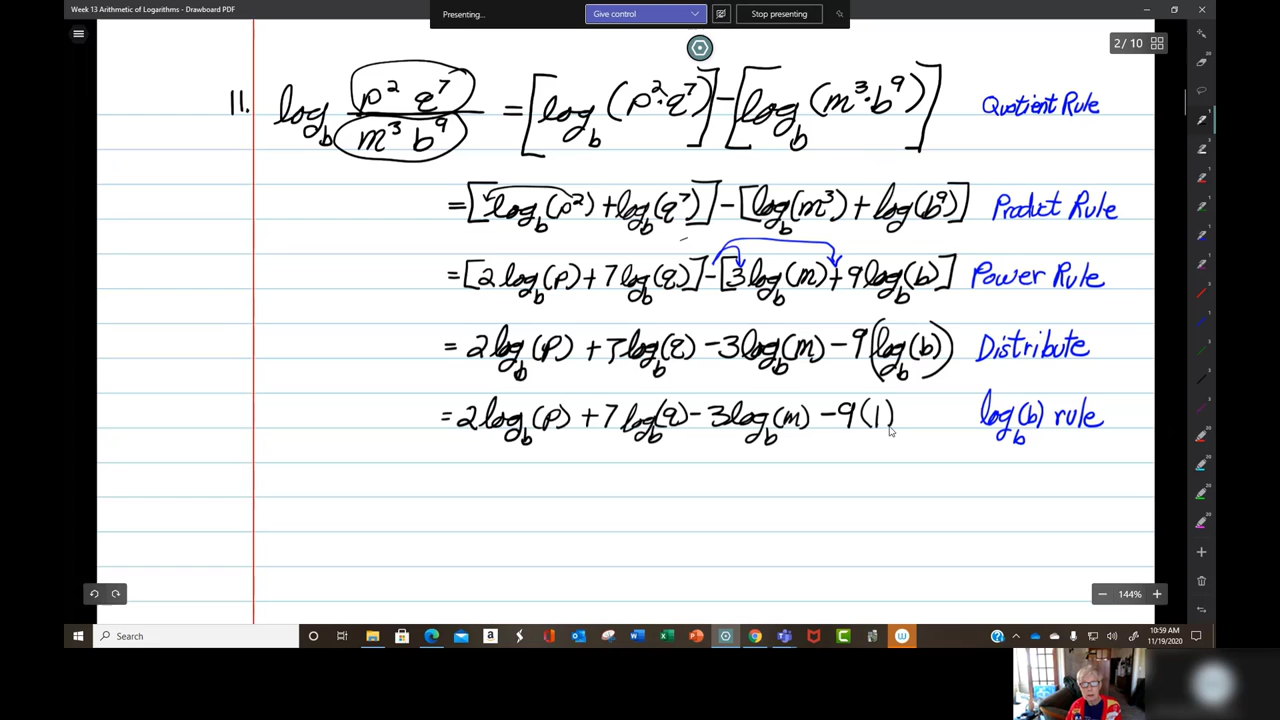 Week 13 Arithmetic of Logarithms - Drawboard PDF
Presenting...
Give control
Stop presenting
2 / 10
11. log_b (p² q⁷)/(m³ b⁹) = [log_b (p²·q⁷)] − [log_b (m³·b⁹)] Quotient Rule
= [log_b (p²) + log_b (q⁷)] − [log_b (m³) + log_b (b⁹)] Product Rule
= [2 log_b (p) + 7 log_b (q)] − [3 log_b (m) + 9 log_b (b)] Power Rule
= 2 log_b (p) + 7 log_b (q) − 3 log_b (m) − 9 (log_b (b)) Distribute
= 2 log_b (p) + 7 log_b (q) − 3 log_b (m) − 9 (1) log_b (b) rule
144%
Search
10:59 AM
11/19/2020